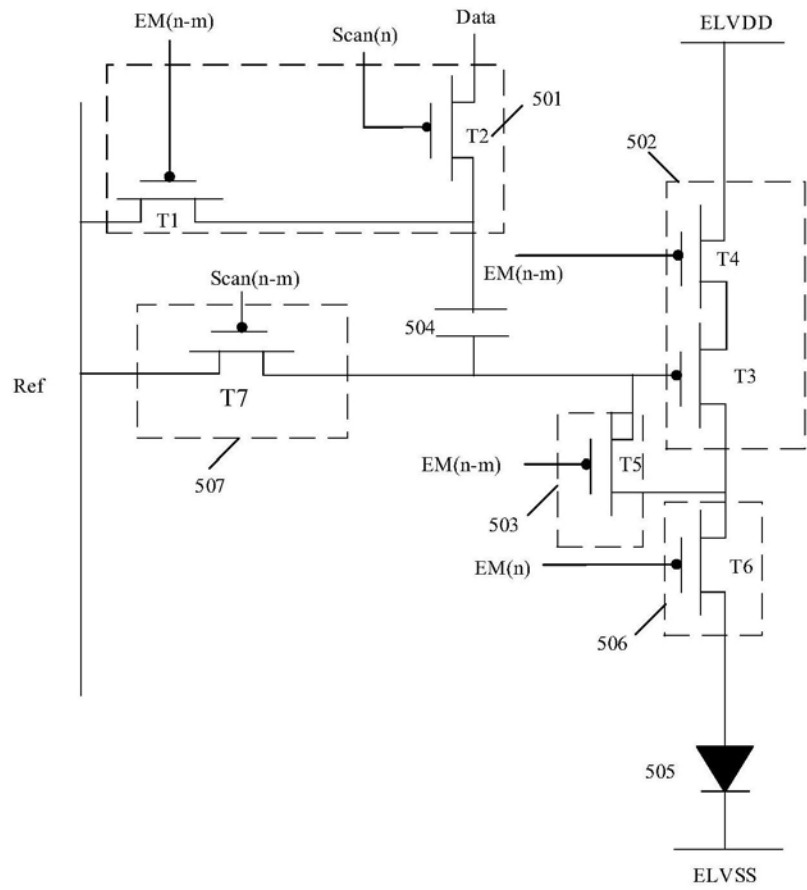 EM(n-m)
Scan(n)
Data
ELVDD
501
T2
502
T1
T4
EM(n-m)
Scan(n-m)
504
T3
Ref
T7
T5
EM(n-m)
507
503
EM(n)
T6
506
505
ELVSS